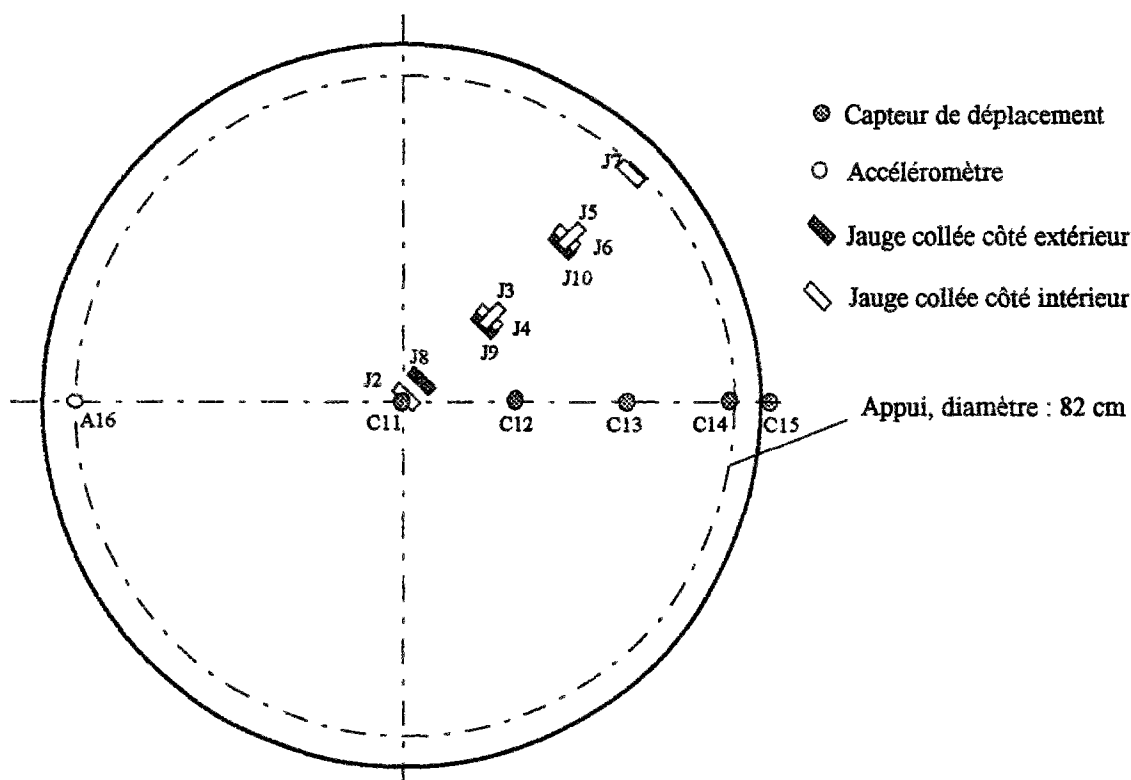 Capteur de déplacement
Accéléromètre
Jauge collée côté extérieur
Jauge collée côté intérieur
Appui, diamètre : 82 cm
J7
J5
J6
J10
J3
J4
J9
J8
J2
A16
C11
C12
C13
C14
C15